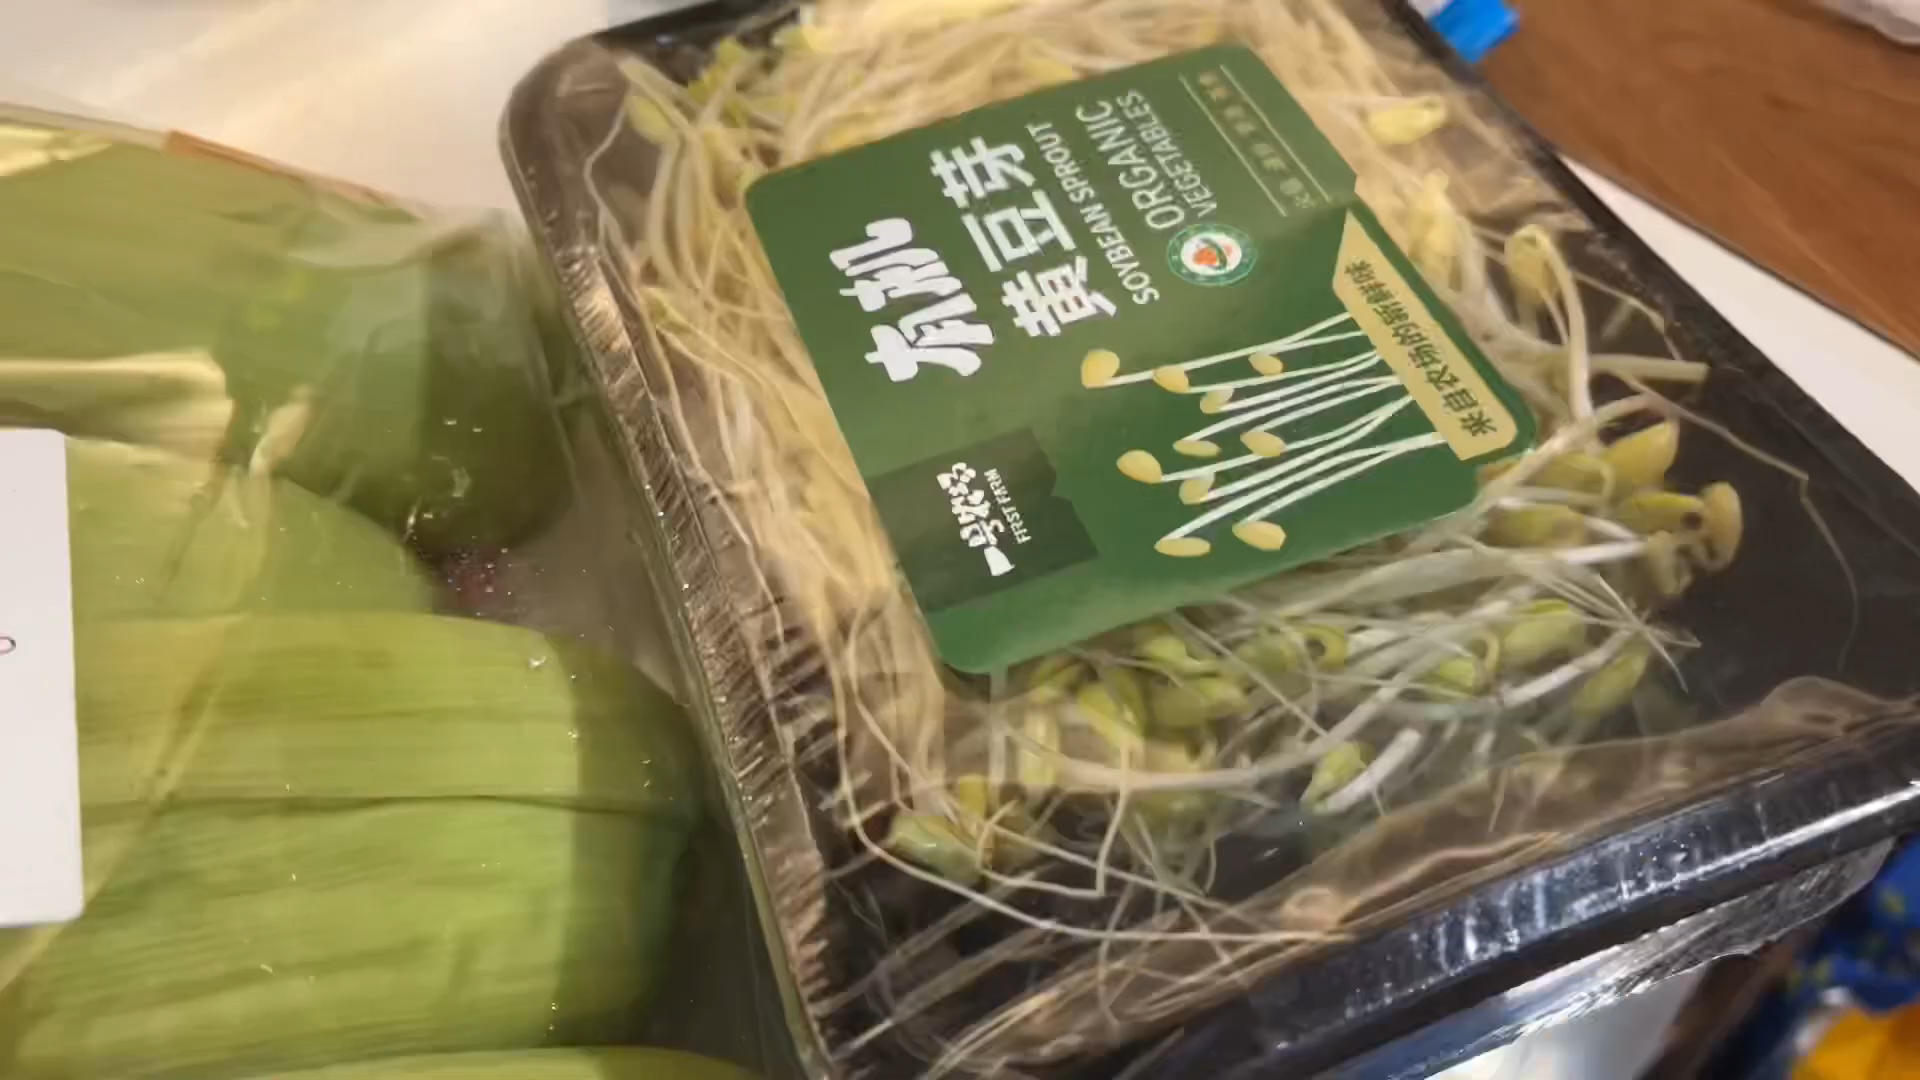 有机
黄豆芽
SOYBEAN SPROUT
ORGANIC
VEGETABLES
来自农场的新鲜味
一号农场
FIRST FARM